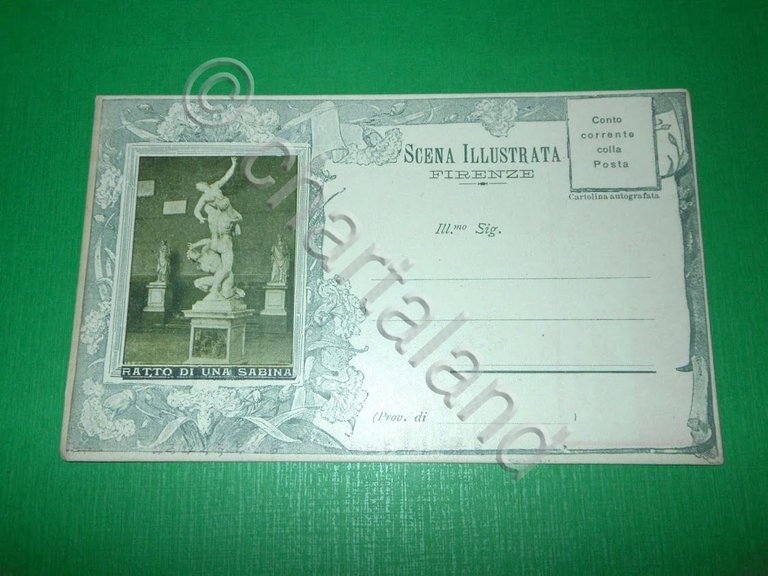 SCENA ILLUSTRATA
FIRENZE
Conto
corrente
colla
Posta
Cartolina autografata
Ill.mo Sig.
RATTO DI UNA SABINA
(Prov. di )
© chartaland